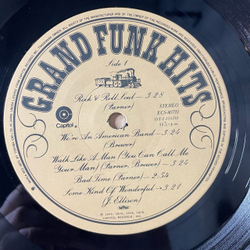 GRAND FUNK HITS
Side 1
Rock & Roll Soul—3:28
(Farner)
STEREO
Capitol
We're An American Band—3:24
(Brewer)
Walk Like A Man (You Can Call Me
Your Man) (Farner, Brewer)—3:24
Bad Time (Farner)—2:54
Some Kind Of Wonderful—3:21
(J. Ellison)